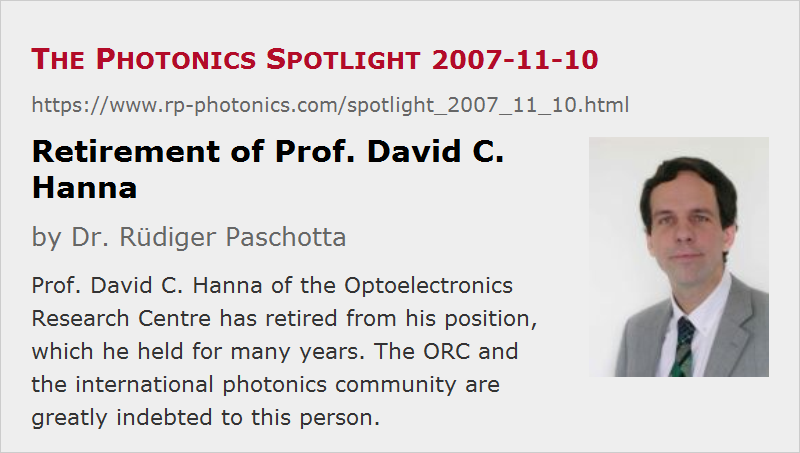 The Photonics Spotlight 2007-11-10
https://www.rp-photonics.com/spotlight_2007_11_10.html
Retirement of Prof. David C.
Hanna
by Dr. Rüdiger Paschotta
Prof. David C. Hanna of the Optoelectronics
Research Centre has retired from his position,
which he held for many years. The ORC and
the international photonics community are
greatly indebted to this person.